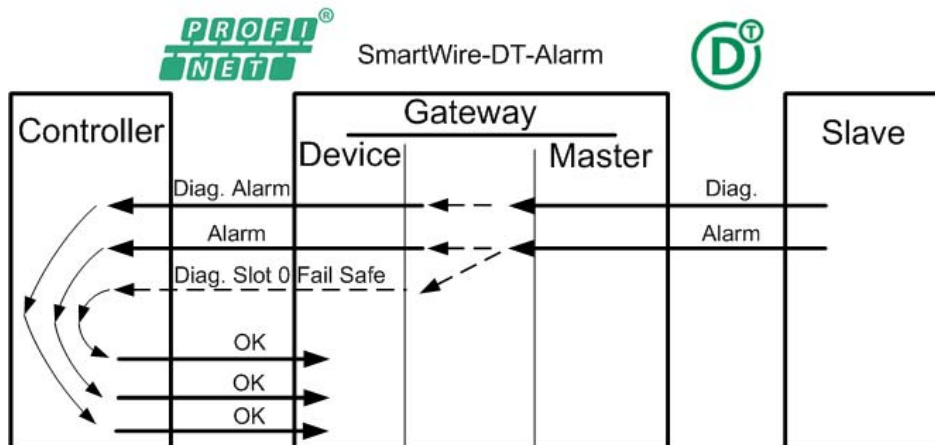 PROFI®
NET
SmartWire-DT-Alarm
DT
Controller
Gateway
Device
Master
Slave
Diag. Alarm
Diag.
Alarm
Alarm
Diag. Slot 0 Fail Safe
OK
OK
OK